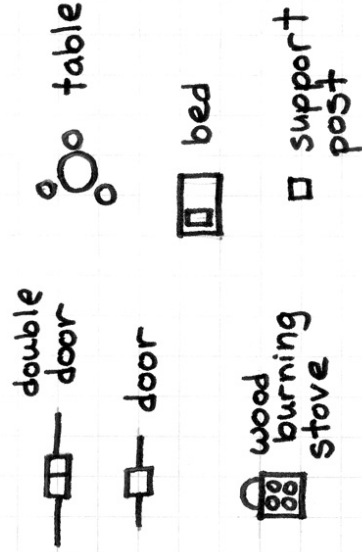 double
door
door
wood
burning
stove
table
bed
support
post